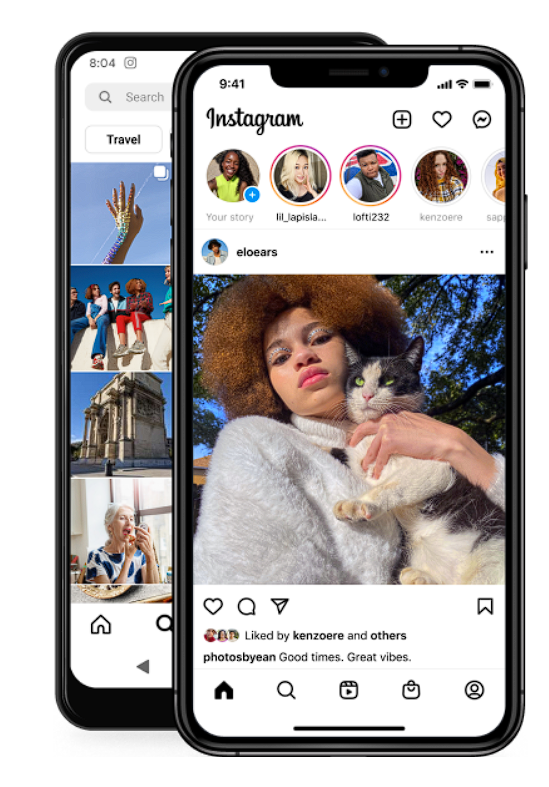 8:04
Search
Travel
9:41
Instagram
Your story
lil_lapisla...
lofti232
kenzoere
sapp
eloears
Liked by kenzoere and others
photosbyean Good times. Great vibes.